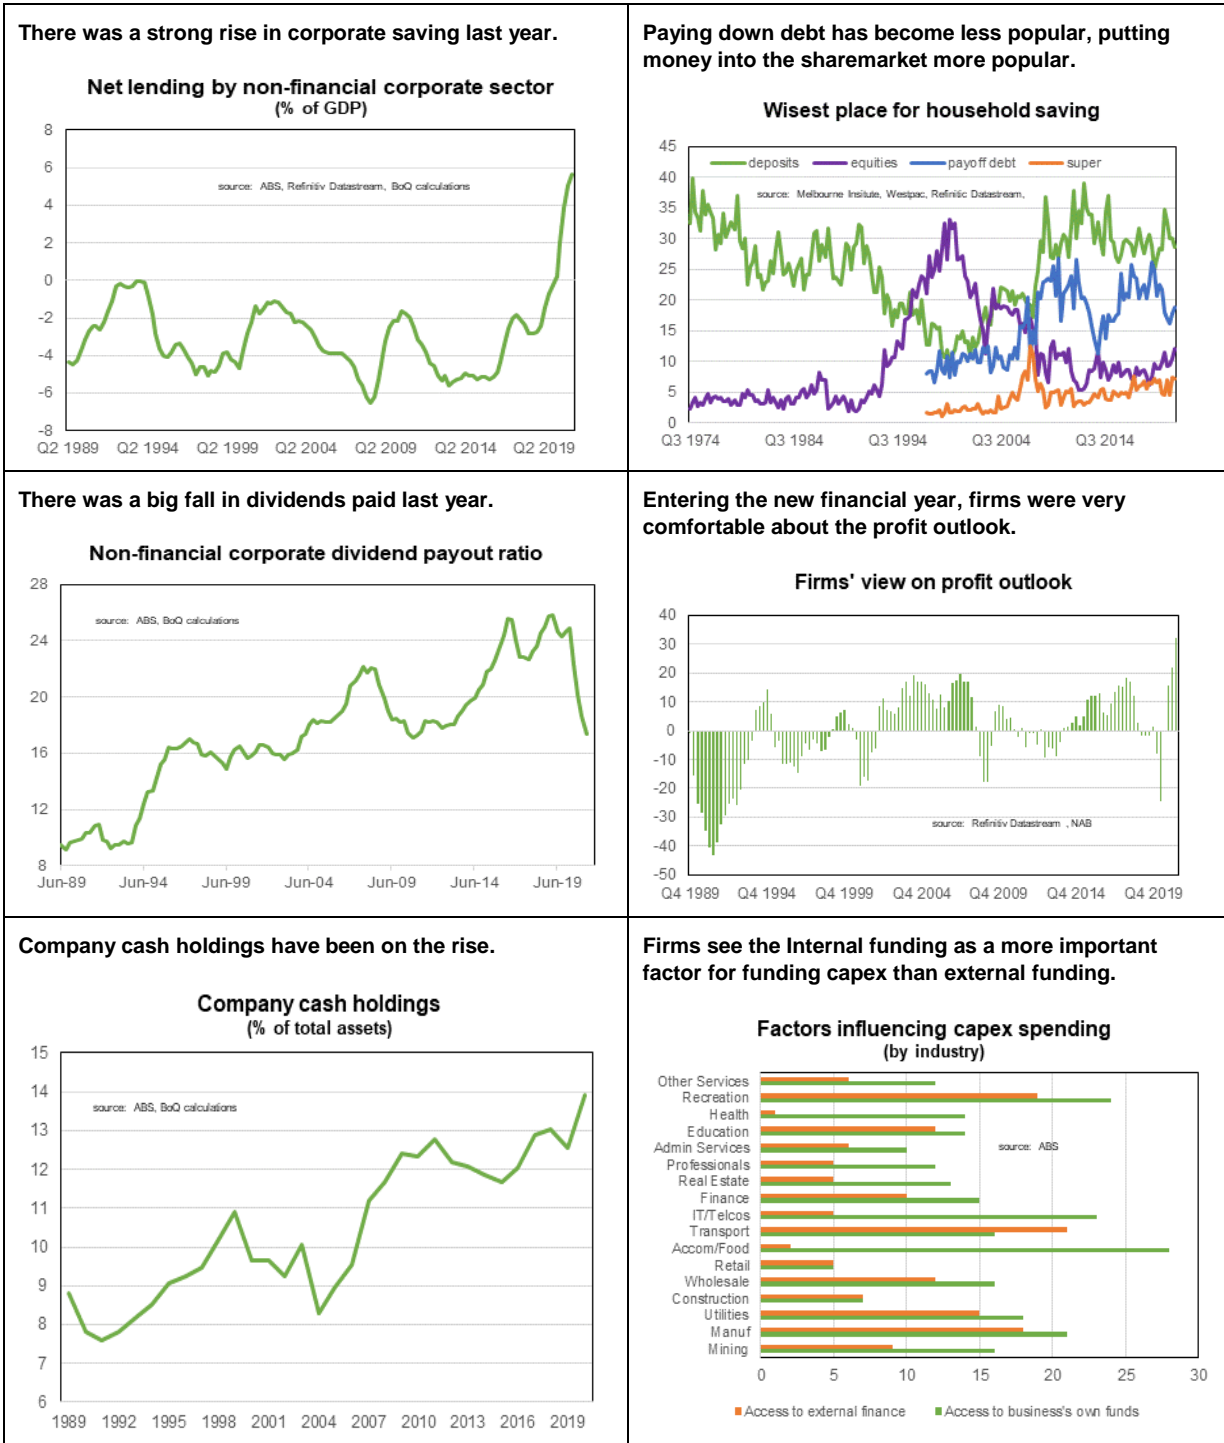 There was a strong rise in corporate saving last year.
Net lending by non-financial corporate sector
(% of GDP)
8
6
source: ABS, Refinitiv Datastream, BoQ calculations
4
2
0
-2
-4
-6
-8
Q2 1989 Q2 1994 Q2 1999 Q2 2004 Q2 2009 Q2 2014 Q2 2019
Paying down debt has become less popular, putting
money into the sharemarket more popular.
Wisest place for household saving
45
deposits equities payoff debt super
40
source: Melbourne Insitute, Westpac, Refinitic Datastream,
35
30
25
20
15
10
5
0
Q3 1974 Q3 1984 Q3 1994 Q3 2004 Q3 2014
There was a big fall in dividends paid last year.
Non-financial corporate dividend payout ratio
28
source: ABS, BoQ calculations
24
20
16
12
8
Jun-89 Jun-94 Jun-99 Jun-04 Jun-09 Jun-14 Jun-19
Entering the new financial year, firms were very
comfortable about the profit outlook.
Firms' view on profit outlook
40
30
20
10
0
-10
-20
-30
source: Refinitiv Datastream , NAB
-40
-50
Q4 1989 Q4 1994 Q4 1999 Q4 2004 Q4 2009 Q4 2014 Q4 2019
Company cash holdings have been on the rise.
Company cash holdings
(% of total assets)
15
14
source: ABS, BoQ calculations
13
12
11
10
9
8
7
6
1989 1992 1995 1998 2001 2004 2007 2010 2013 2016 2019
Firms see the Internal funding as a more important
factor for funding capex than external funding.
Factors influencing capex spending
(by industry)
Other Services
Recreation
Health
Education
Admin Services
source: ABS
Professionals
Real Estate
Finance
IT/Telcos
Transport
Accom/Food
Retail
Wholesale
Construction
Utilities
Manuf
Mining
0 5 10 15 20 25 30
Access to external finance Access to business's own funds